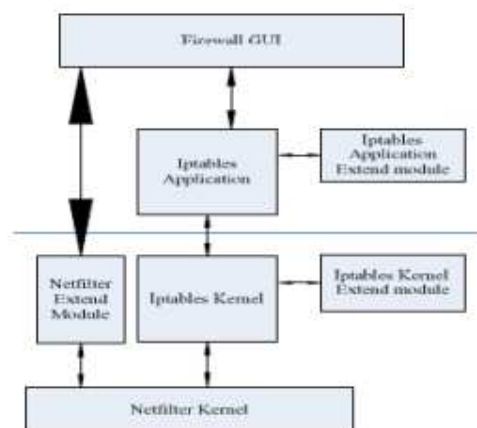 Firewall GUI
Iptables
Application
Iptables
Application
Extend module
Netfilter
Extend
Module
Iptables Kernel
Iptables Kernel
Extend module
Netfilter Kernel